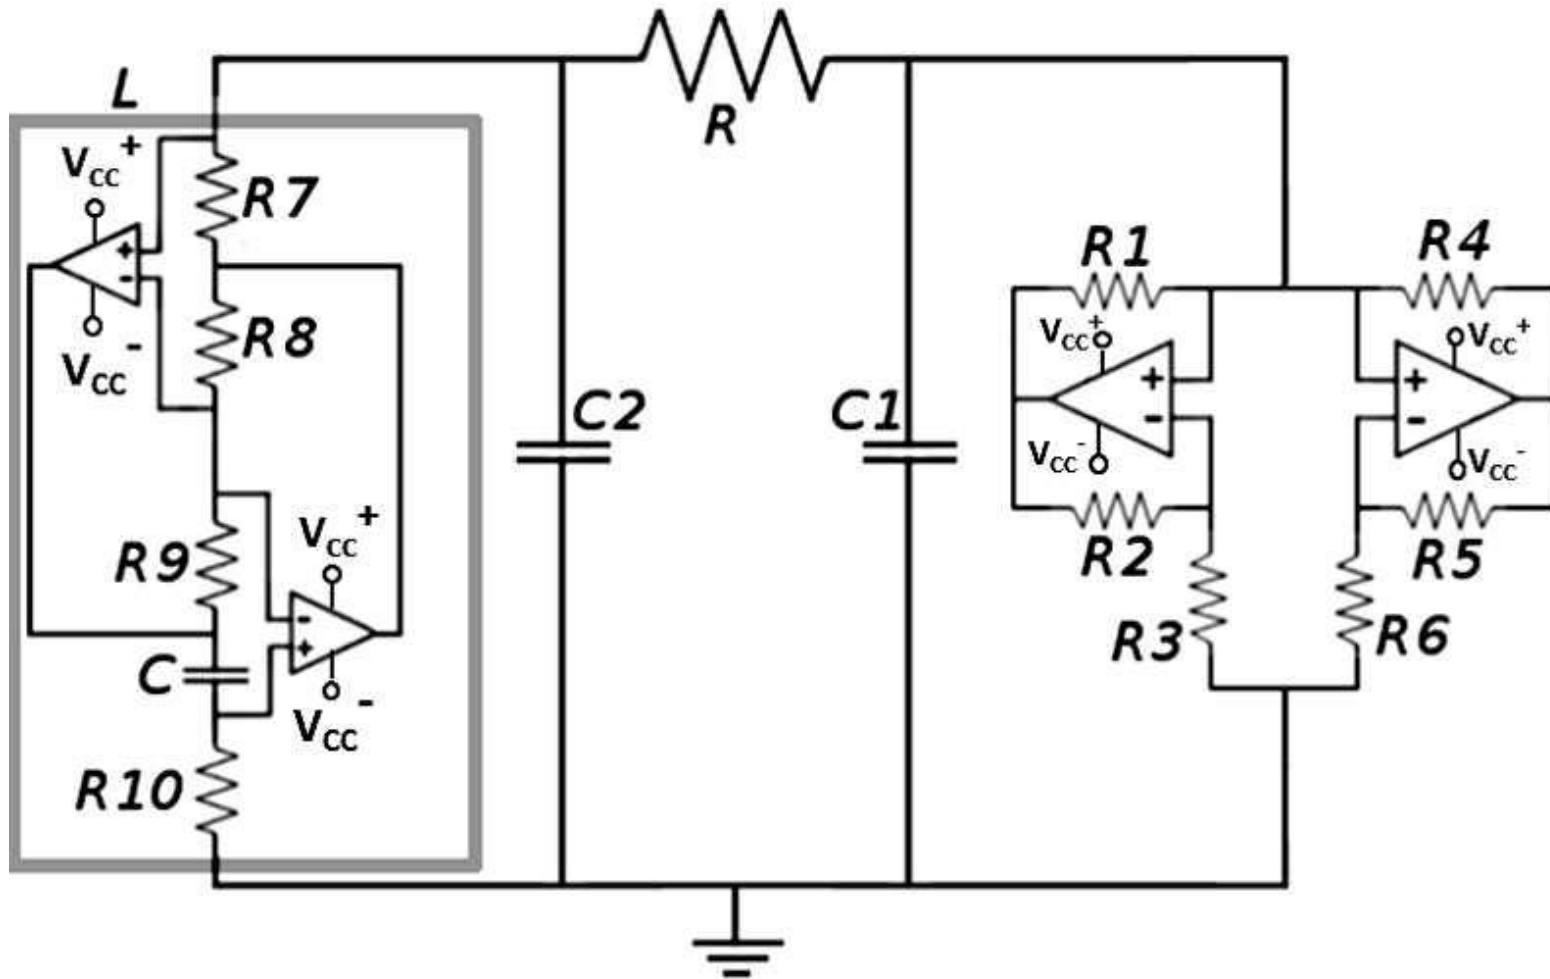 L
R
Vcc+
R7
Vcc-
R8
R1
R4
Vcc+
Vcc+
+
-
+
-
+
-
C2
C1
Vcc-
Vcc-
R9
Vcc+
R2
R5
-
+
R3
R6
C
Vcc-
R10